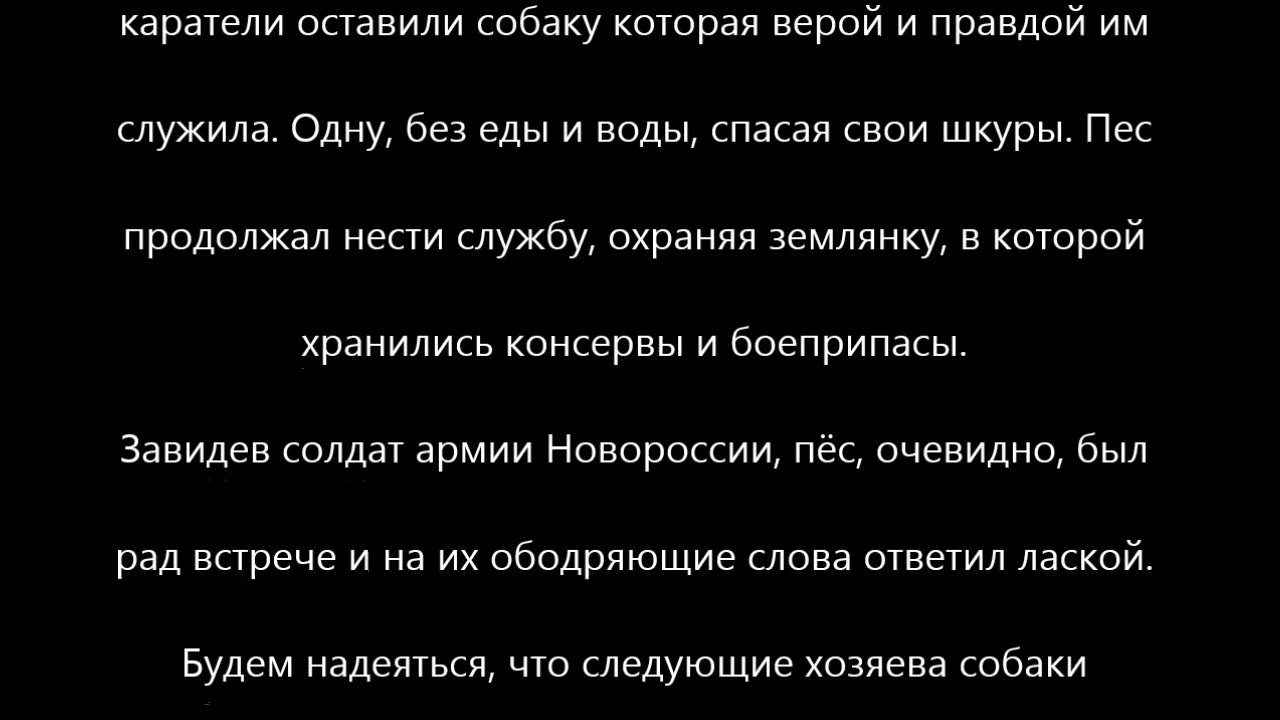 каратели оставили собаку которая верой и правдой им
служила. Одну, без еды и воды, спасая свои шкуры. Пес
продолжал нести службу, охраняя землянку, в которой
хранились консервы и боеприпасы.
Завидев солдат армии Новороссии, пёс, очевидно, был
рад встрече и на их ободряющие слова ответил лаской.
Будем надеяться, что следующие хозяева собаки